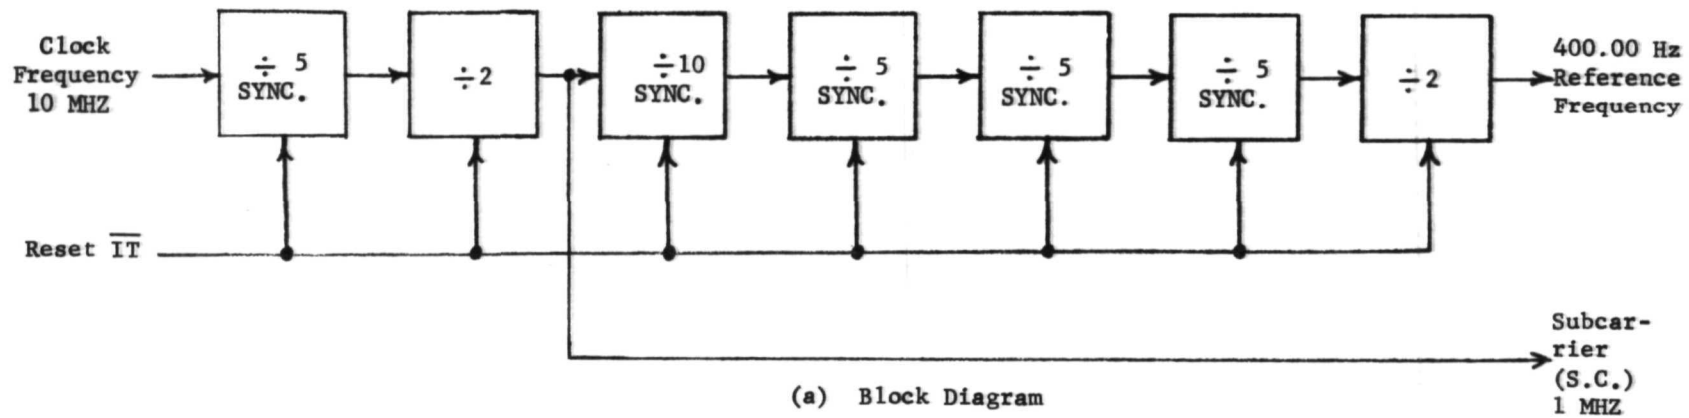 Clock
Frequency
10 MHZ
÷ 5
SYNC.
÷2
÷10
SYNC.
÷ 5
SYNC.
÷ 5
SYNC.
÷ 5
SYNC.
÷2
400.00 Hz
Reference
Frequency
Reset I̅T̅
Subcar-
rier
(S.C.)
1 MHZ
(a) Block Diagram